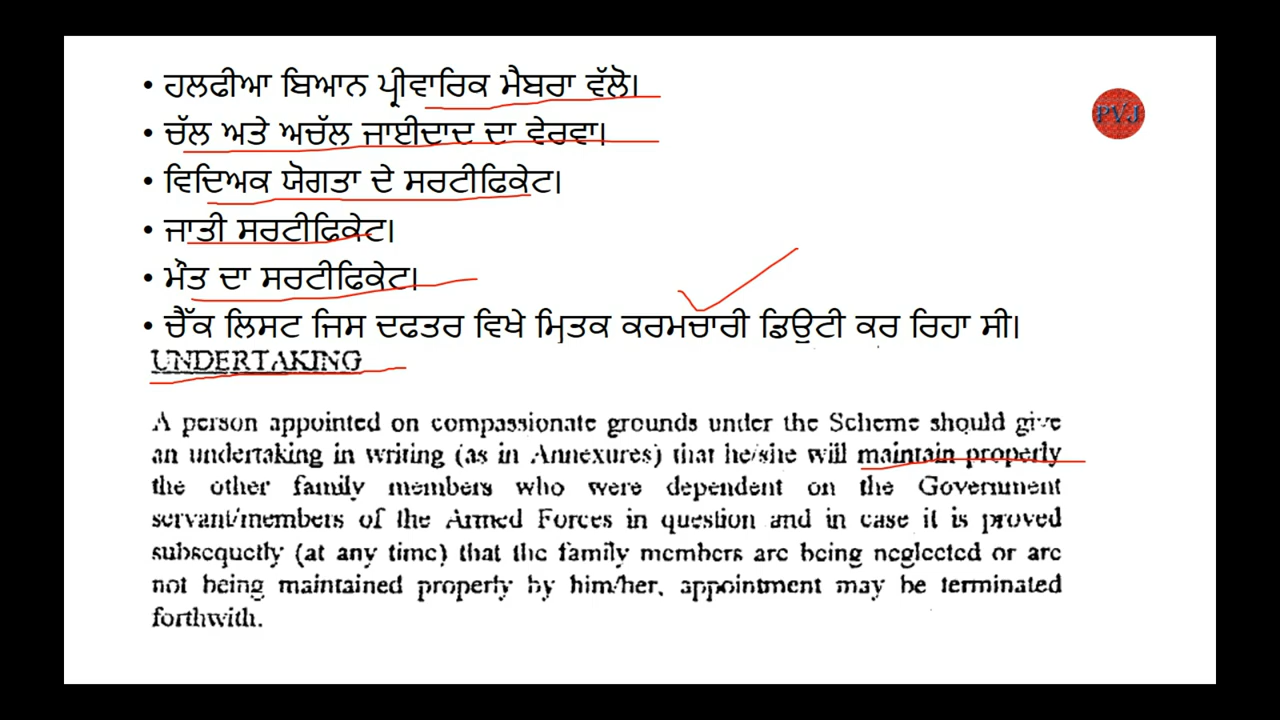 • ਹਲਫੀਆ ਬਿਆਨ ਪ੍ਰੀਵਾਰਿਕ ਮੈਬਰਾ ਵੱਲੋ।
PVJ
• ਚੱਲ ਅਤੇ ਅਚੱਲ ਜਾਈਦਾਦ ਦਾ ਵੇਰਵਾ।
• ਵਿਦਿਅਕ ਯੋਗਤਾ ਦੇ ਸਰਟੀਫਿਕੇਟ।
• ਜਾਤੀ ਸਰਟੀਫਿਕੇਟ।
• ਮੌਤ ਦਾ ਸਰਟੀਫਿਕੇਟ।
• ਚੈੱਕ ਲਿਸਟ ਜਿਸ ਦਫਤਰ ਵਿਖੇ ਮ੍ਰਿਤਕ ਕਰਮਚਾਰੀ ਡਿਊਟੀ ਕਰ ਰਿਹਾ ਸੀ।
UNDERTAKING
A person appointed on compassionate grounds under the Scheme should give
an undertaking in writing (as in Annexures) that he/she will maintain properly
the other family members who were dependent on the Government
servant/members of the Armed Forces in question and in case it is proved
subsequetly (at any time) that the family members are being neglected or are
not being maintained properly by him/her, appointment may be terminated
forthwith.